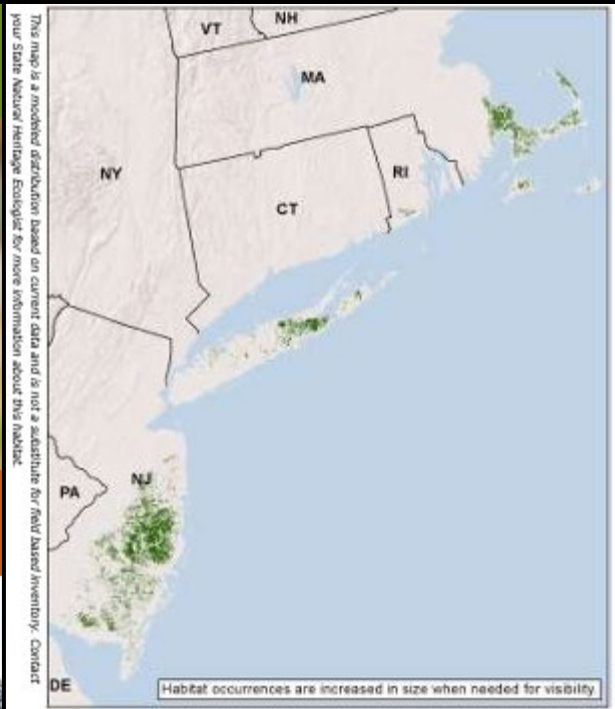 This map is a modeled distribution based on current data and is not a substitute for field based inventory. Contact
your State Natural Heritage Ecologist for more information about this habitat.
VT
NH
MA
NY
CT
RI
PA
NJ
DE
Habitat occurrences are increased in size when needed for visibility.